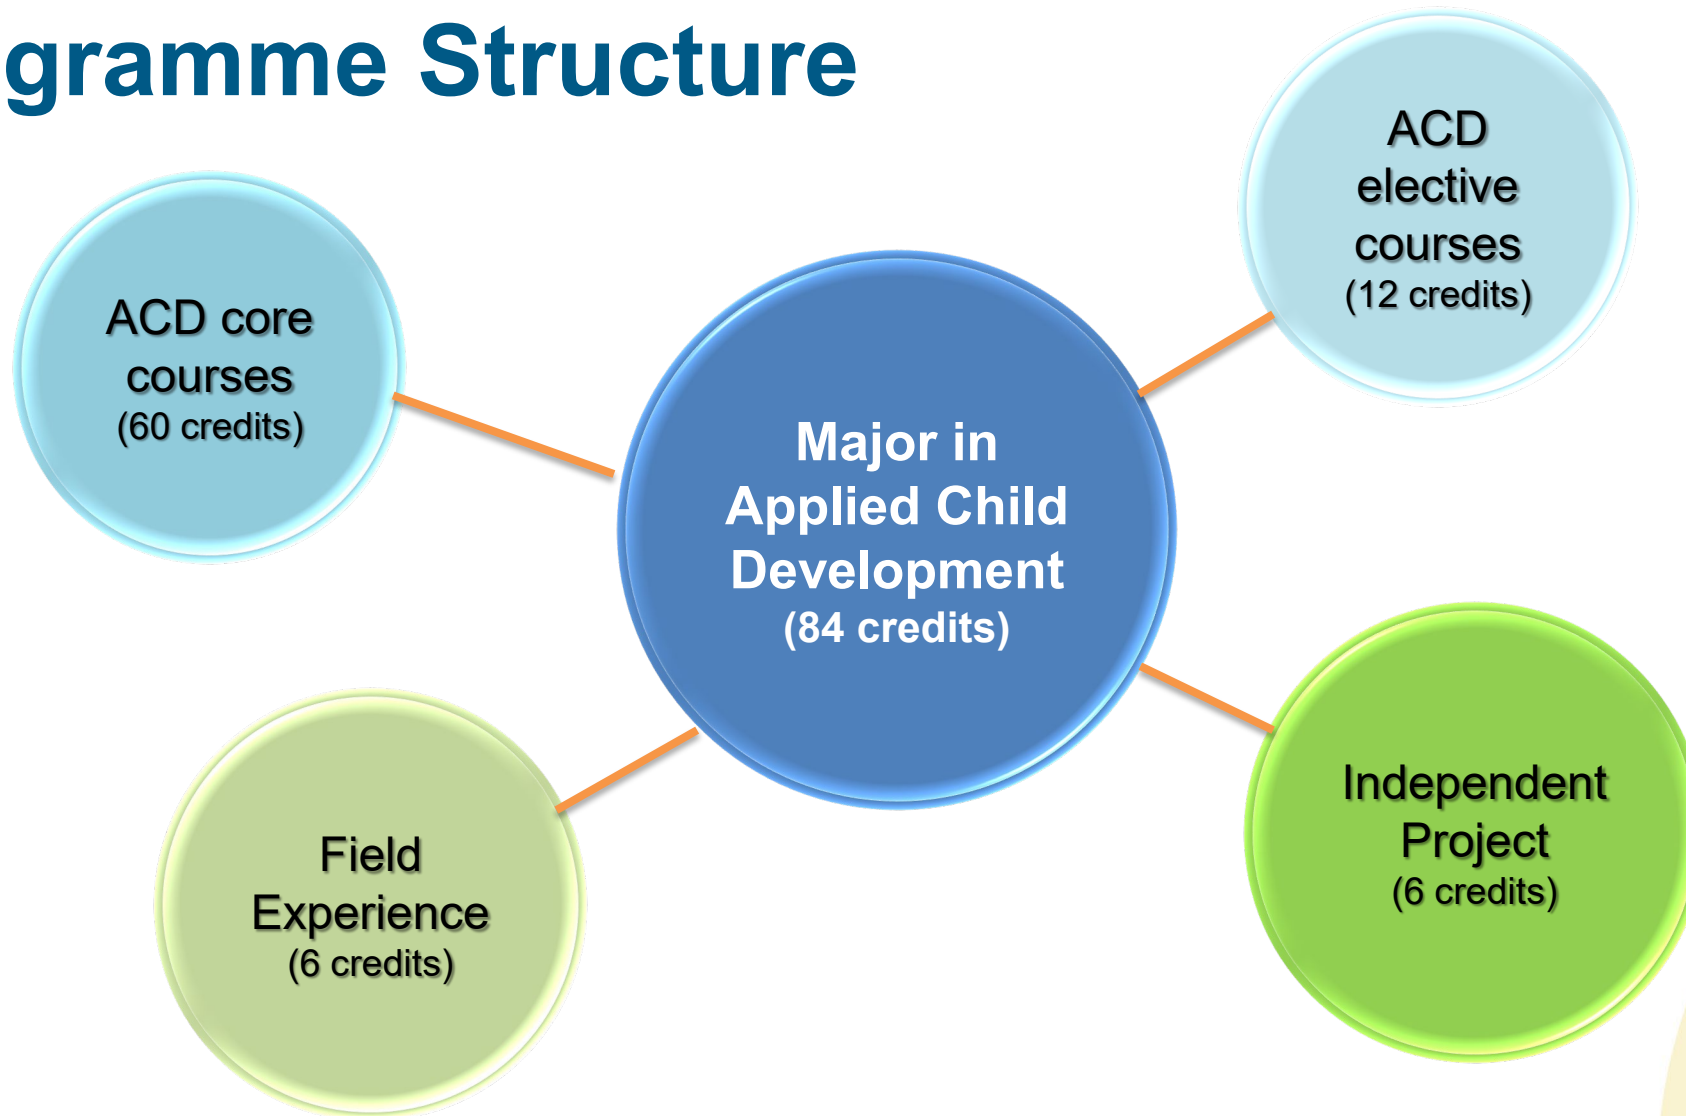 gramme Structure
ACD core
courses
(60 credits)
ACD
elective
courses
(12 credits)
Major in
Applied Child
Development
(84 credits)
Field
Experience
(6 credits)
Independent
Project
(6 credits)